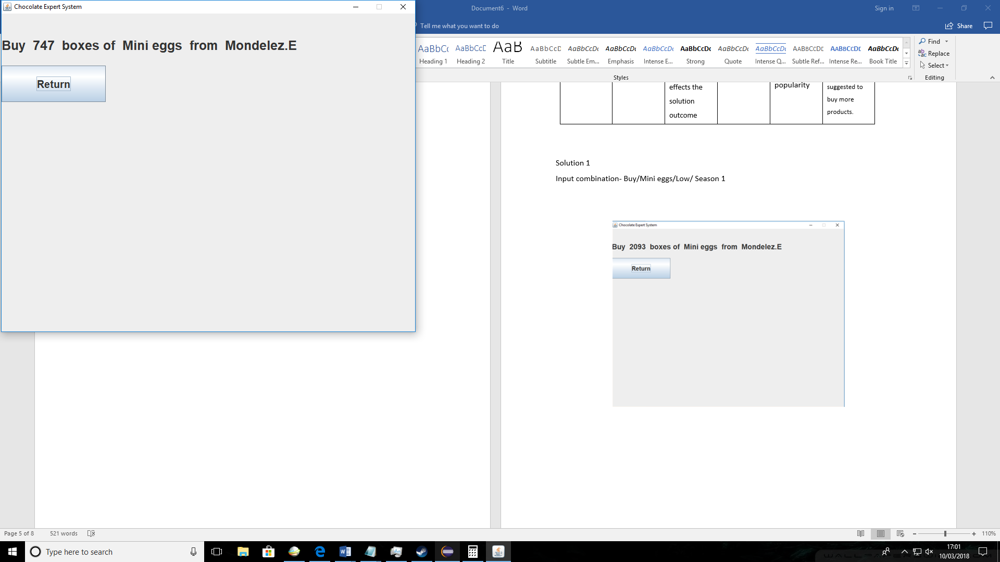 Chocolate Expert System
Buy 747 boxes of Mini eggs from Mondelez.E
Return
Document6 - Word
Sign in
Tell me what you want to do
Share
AaBbCc
Heading 1
AaBbCcD
Heading 2
AaB
Title
AaBbCcD
Subtitle
AaBbCcDc
Subtle Em...
AaBbCcDc
Emphasis
AaBbCcDc
Intense E...
AaBbCcDc
Strong
AaBbCcDc
Quote
AaBbCcDc
Intense Q...
AaBbCcDc
Subtle Ref...
AaBbCcDc
Intense Re...
AaBbCcDc
Book Title
Styles
Find
Replace
Select
Editing
effects the
solution
outcome
popularity
suggested to
buy more
products.
Solution 1
Input combination- Buy/Mini eggs/Low/ Season 1
Chocolate Expert System
Buy 2093 boxes of Mini eggs from Mondelez.E
Return
Page 5 of 8
521 words
110%
Type here to search
17:01
10/03/2018